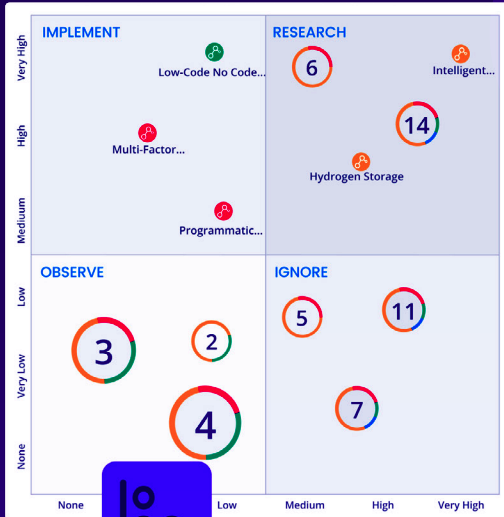 IMPLEMENT
RESEARCH
Very High
High
Mediuum
Low
Very Low
None
Low-Code No Code...
6
Intelligent...
14
Multi-Factor...
Hydrogen Storage
Programmatic...
OBSERVE
IGNORE
3
2
5
11
4
7
None
Low
Medium
High
Very High